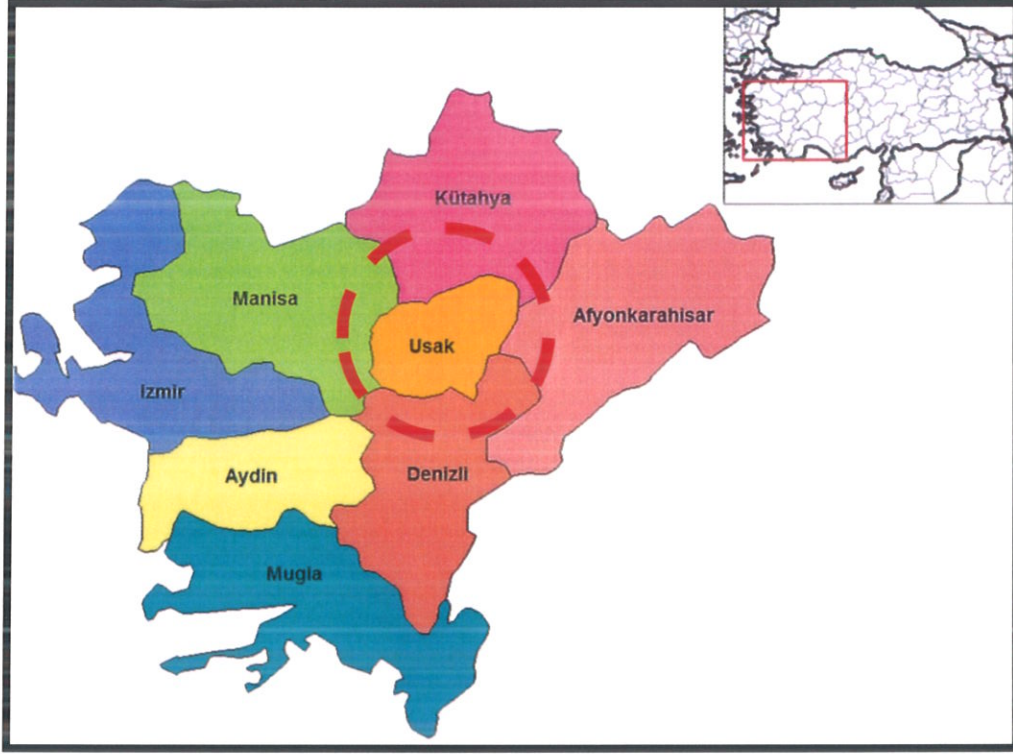 Kütahya
Manisa
Afyonkarahisar
Usak
Izmir
Aydin
Denizli
Mugla